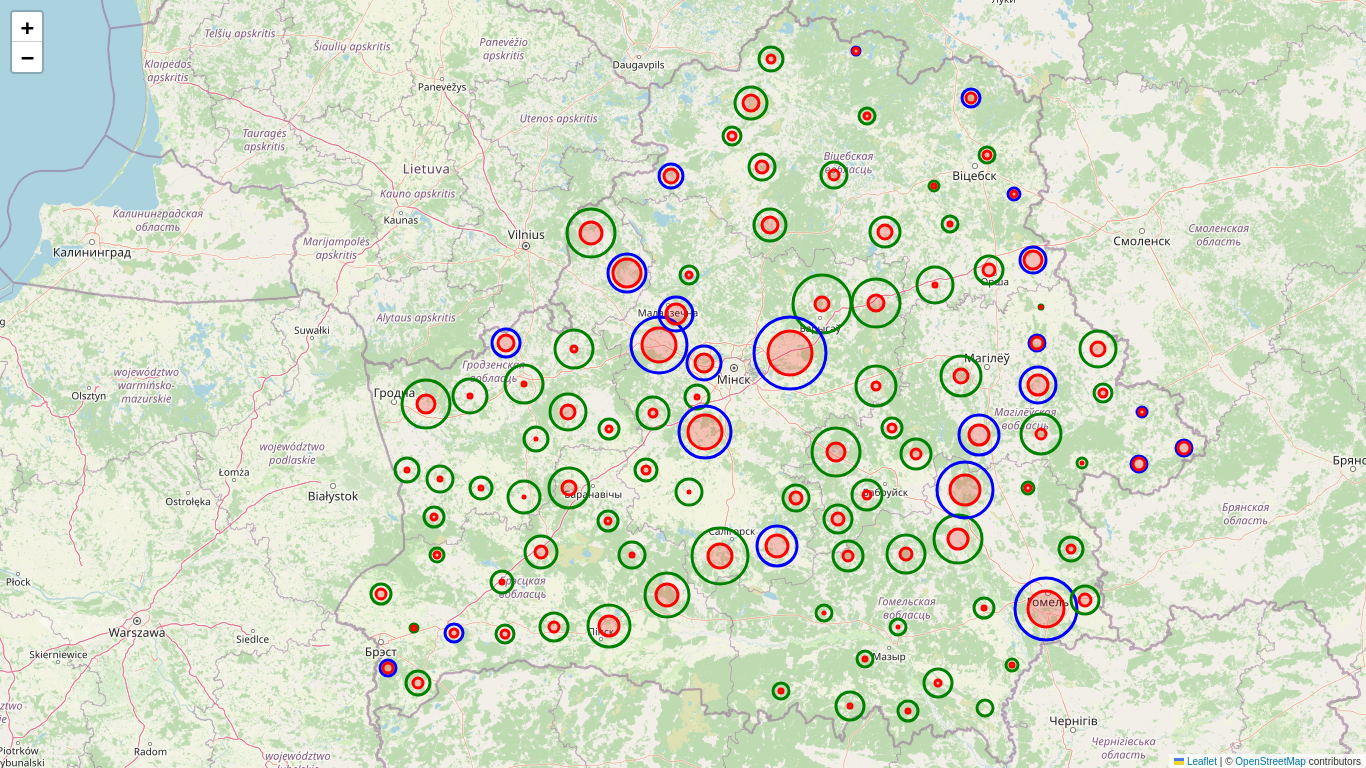 +
−
Луки
Telšių apskritis
Šiaulių apskritis
Panevėžio
apskritis
Klaipėdos
apskritis
Daugavpils
Panevėžys
Utenos apskritis
Tauragės
apskritis
Lietuva
Віцебская
вобласць
Віцебск
Kauno apskritis
Kaunas
Калининградская
область
Калининград
Marijampolės
apskritis
Vilnius
Смоленск
Смоленская
область
Орша
Alytaus apskritis
Маладзечна
Барысаў
Suwałki
Гродзенская
вобласць
Магілёў
Мінск
województwo
warmińsko-
mazurskie
Olsztyn
Гродна
Магілёўская
вобласць
województwo
podlaskie
Łomża
Ostrołęka
Białystok
Баранавічы
Бабруйск
Брянская
область
Салігорск
Płock
Брэсцкая
вобласць
Гомельская
вобласць
Гомель
Warszawa
Siedlce
Skierniewice
Пінск
Брэст
Мазыр
Чернігів
Чернігівська
область
Piotrków
Radom
województwo
Leaflet | © OpenStreetMap contributors